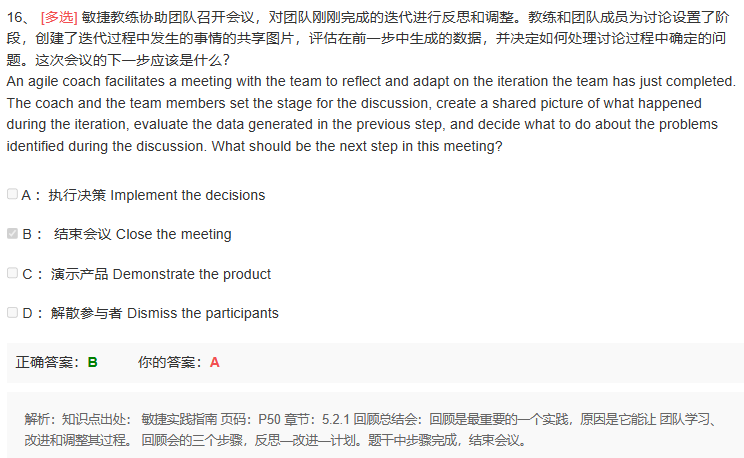 16、 [多选] 敏捷教练协助团队召开会议，对团队刚刚完成的迭代进行反思和调整。教练和团队成员为讨论设置了阶
段，创建了迭代过程中发生的事情的共享图片，评估在前一步中生成的数据，并决定如何处理讨论过程中确定的问
题。这次会议的下一步应该是什么？
An agile coach facilitates a meeting with the team to reflect and adapt on the iteration the team has just completed.
The coach and the team members set the stage for the discussion, create a shared picture of what happened
during the iteration, evaluate the data generated in the previous step, and decide what to do about the problems
identified during the discussion. What should be the next step in this meeting?
A： 执行决策 Implement the decisions
B： 结束会议 Close the meeting
C： 演示产品 Demonstrate the product
D： 解散参与者 Dismiss the participants
正确答案：B 你的答案：A
解析：知识点出处： 敏捷实践指南 页码：P50 章节：5.2.1 回顾总结会：回顾是最重要的一个实践，原因是它能让 团队学习、
改进和调整其过程。 回顾会的三个步骤，反思—改进—计划。题干中步骤完成，结束会议。